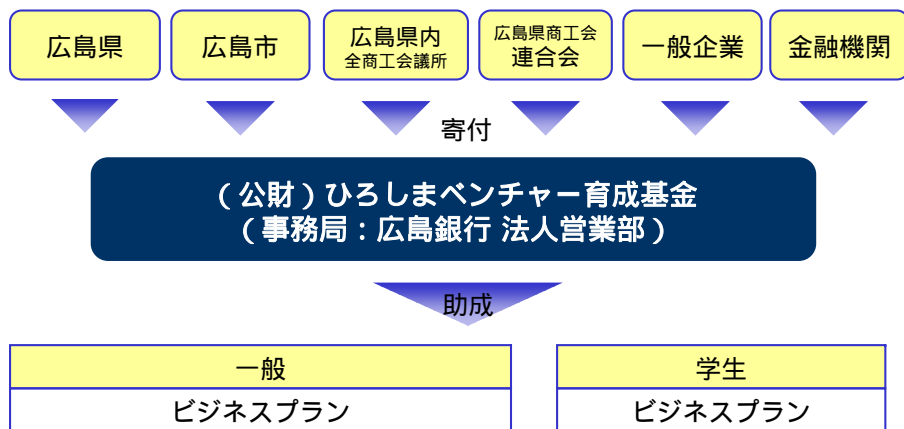 広島県
広島市
広島県内
全商工会議所
広島県商工会
連合会
一般企業
金融機関
寄付
（公財）ひろしまベンチャー育成基金
（事務局：広島銀行 法人営業部）
助成
一般
学生
ビジネスプラン
ビジネスプラン